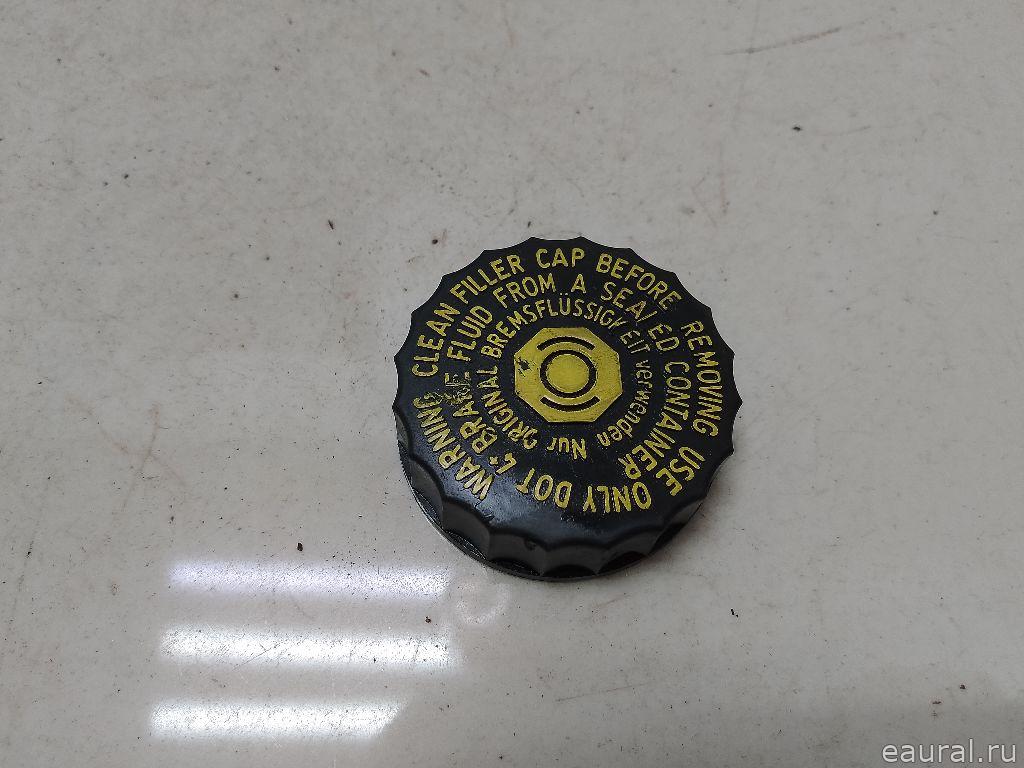 WARNING CLEAN FILLER CAP BEFORE REMOVING USE ONLY DOT 4+ BRAKE FLUID FROM A SEALED CONTAINER
Nur ORIGINAL BREMSFLÜSSIGKEIT verwenden
eaural.ru